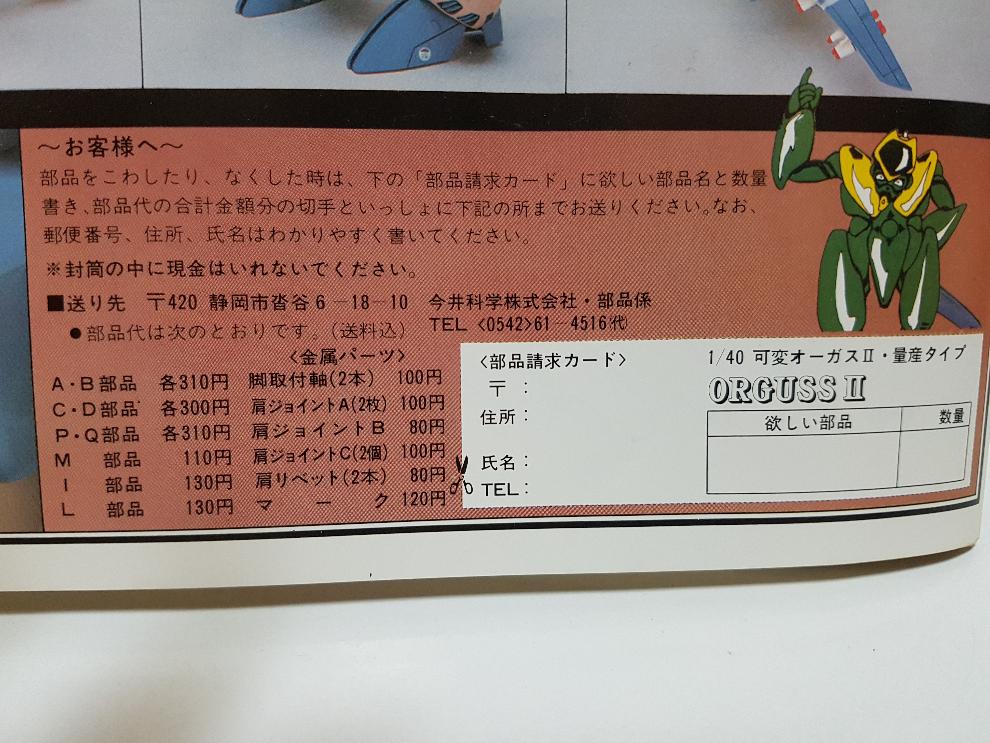 ～お客様へ～
部品をこわしたり、なくした時は、下の「部品請求カード」に欲しい部品名と数量
書き、部品代の合計金額分の切手といっしょに下記の所までお送りください。なお、
郵便番号、住所、氏名はわかりやすく書いてください。
※封筒の中に現金はいれないでください。
■送り先 〒420 静岡市沓谷6-18-10 今井科学株式会社・部品係
TEL <0542>61-4516㈹
●部品代は次のとおりです。(送料込)
<金属パーツ>
A・B部品 各310円 脚取付軸(2本) 100円
C・D部品 各300円 肩ジョイントA(2枚) 100円
P・Q部品 各310円 肩ジョイントB 80円
M 部品 110円 肩ジョイントC(2個) 100円
I 部品 130円 肩リベット(2本) 80円
L 部品 130円 マーク 120円
<部品請求カード>
〒:
住所:
氏名:
TEL:
1/40 可変オーガスII・量産タイプ
ORGUSS II
欲しい部品 数量